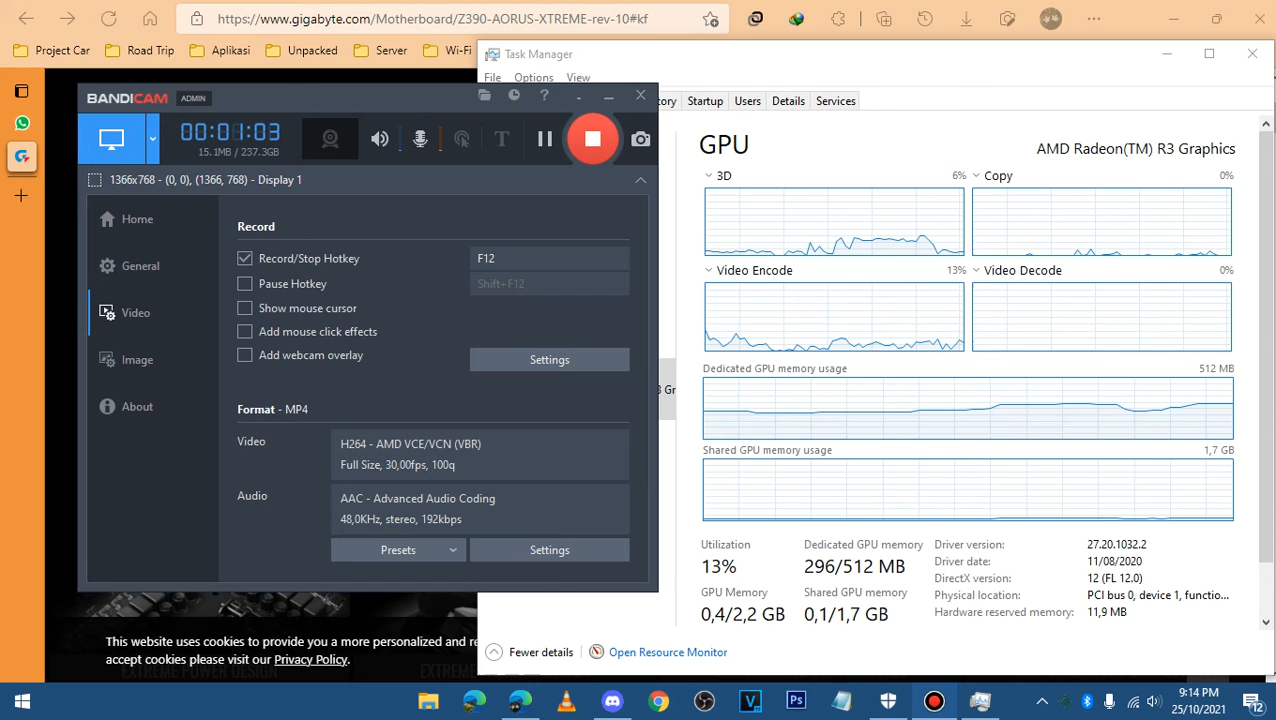 https://www.gigabyte.com/Motherboard/Z390-AORUS-XTREME-rev-10#kf
Project Car
Road Trip
Aplikasi
Unpacked
Server
Wi-Fi
Task Manager
File Options View
Startup Users Details Services
BANDICAM ADMIN
00:01:03
15.1MB / 237.3GB
T
1366x768 - (0, 0), (1366, 768) - Display 1
Home
General
Video
Image
About
Record
Record/Stop Hotkey F12
Pause Hotkey Shift+F12
Show mouse cursor
Add mouse click effects
Add webcam overlay Settings
Format - MP4
Video
H264 - AMD VCE/VCN (VBR)
Full Size, 30,00fps, 100q
Audio
AAC - Advanced Audio Coding
48,0KHz, stereo, 192kbps
Presets Settings
GPU
AMD Radeon(TM) R3 Graphics
3D 6%
Copy 0%
Video Encode 13%
Video Decode 0%
Dedicated GPU memory usage 512 MB
Shared GPU memory usage 1,7 GB
Utilization
13%
Dedicated GPU memory
296/512 MB
GPU Memory
0,4/2,2 GB
Shared GPU memory
0,1/1,7 GB
Driver version: 27.20.1032.2
Driver date: 11/08/2020
DirectX version: 12 (FL 12.0)
Physical location: PCI bus 0, device 1, functio...
Hardware reserved memory: 11,9 MB
Fewer details
Open Resource Monitor
This website uses cookies to provide you a more personalized and
accept cookies please visit our Privacy Policy.
EXTREME POWER DESIGN
9:14 PM
25/10/2021
12